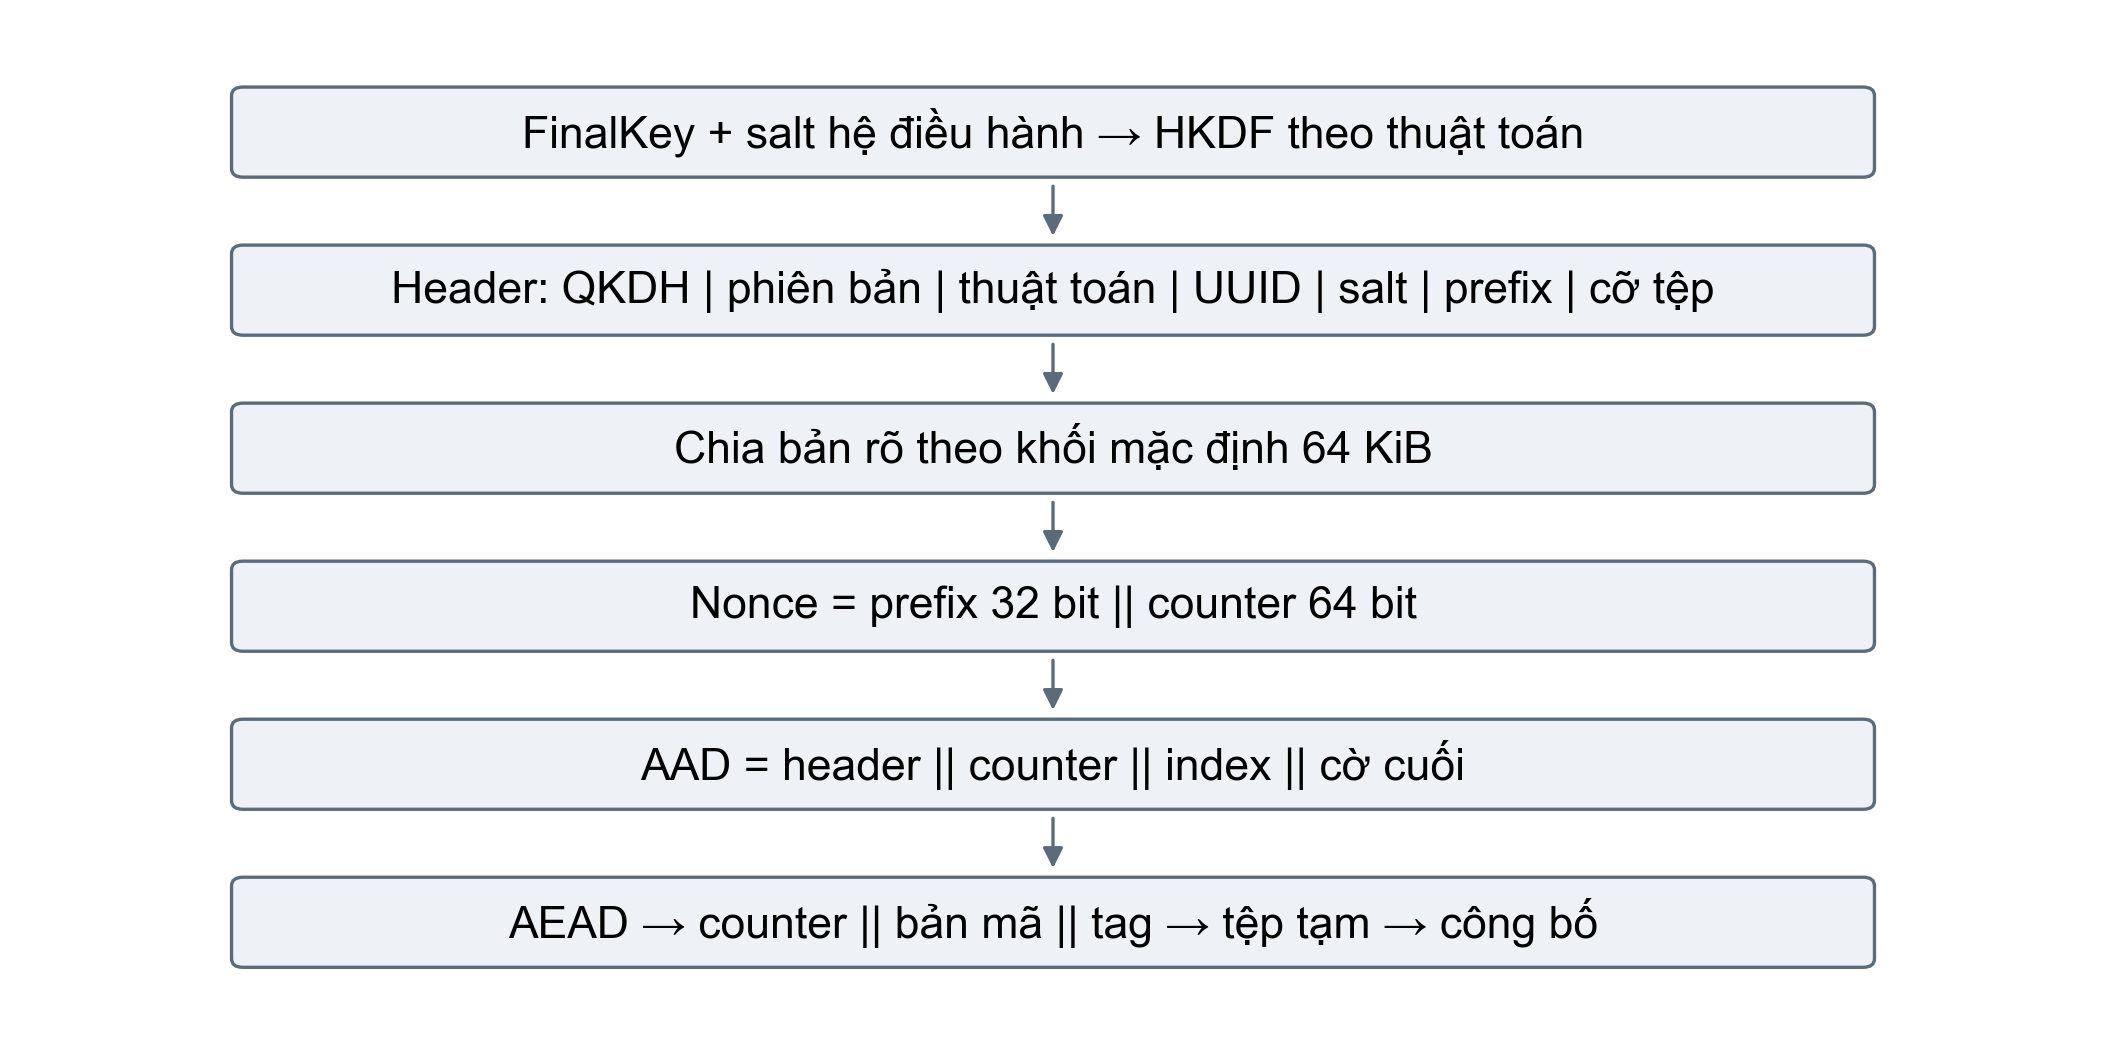 FinalKey + salt hệ điều hành → HKDF theo thuật toán
Header: QKDH | phiên bản | thuật toán | UUID | salt | prefix | cỡ tệp
Chia bản rõ theo khối mặc định 64 KiB
Nonce = prefix 32 bit || counter 64 bit
AAD = header || counter || index || cờ cuối
AEAD → counter || bản mã || tag → tệp tạm → công bố